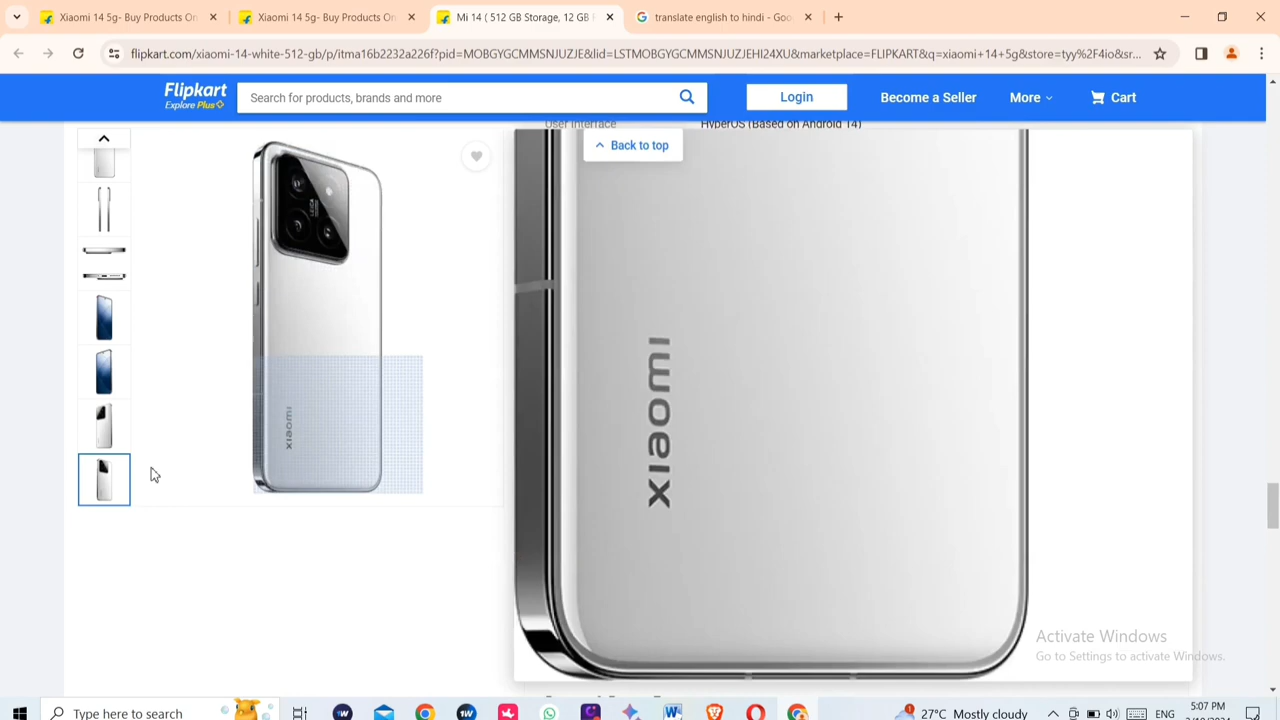 Xiaomi 14 5g- Buy Products On
Xiaomi 14 5g- Buy Products On
Mi 14 ( 512 GB Storage, 12 GB
translate english to hindi - Goo
flipkart.com/xiaomi-14-white-512-gb/p/itma16b2232a226f?pid=MOBGYGCMMSNJUZJE&lid=LSTMOBGYGCMMSNJUZJEHI24XU&marketplace=FLIPKART&q=xiaomi+14+5g&store=tyy%2F4io&sr...
Flipkart
Explore Plus
Search for products, brands and more
Login
Become a Seller
More
Cart
User Interface
HyperOS (Based on Android 14)
Back to top
LEICA
xiaomi
xiaomi
Activate Windows
Go to Settings to activate Windows.
Type here to search
27°C Mostly cloudy
ENG
5:07 PM